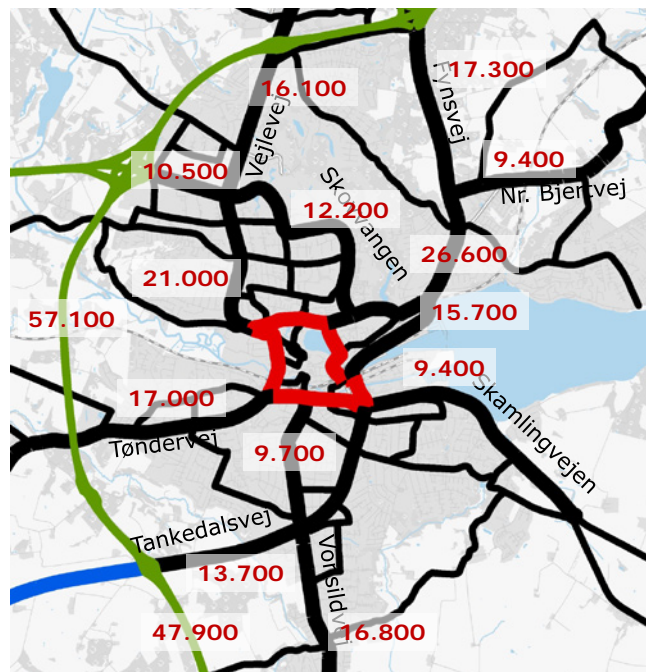 17.300
16.100
Fynsvej
Vejlevej
9.400
10.500
Nr. Bjertvej
Skovvangen
12.200
26.600
21.000
15.700
57.100
9.400
17.000
Skamlingvejen
Tøndervej
9.700
Tankedalsvej
Vonsildvej
13.700
47.900
16.800